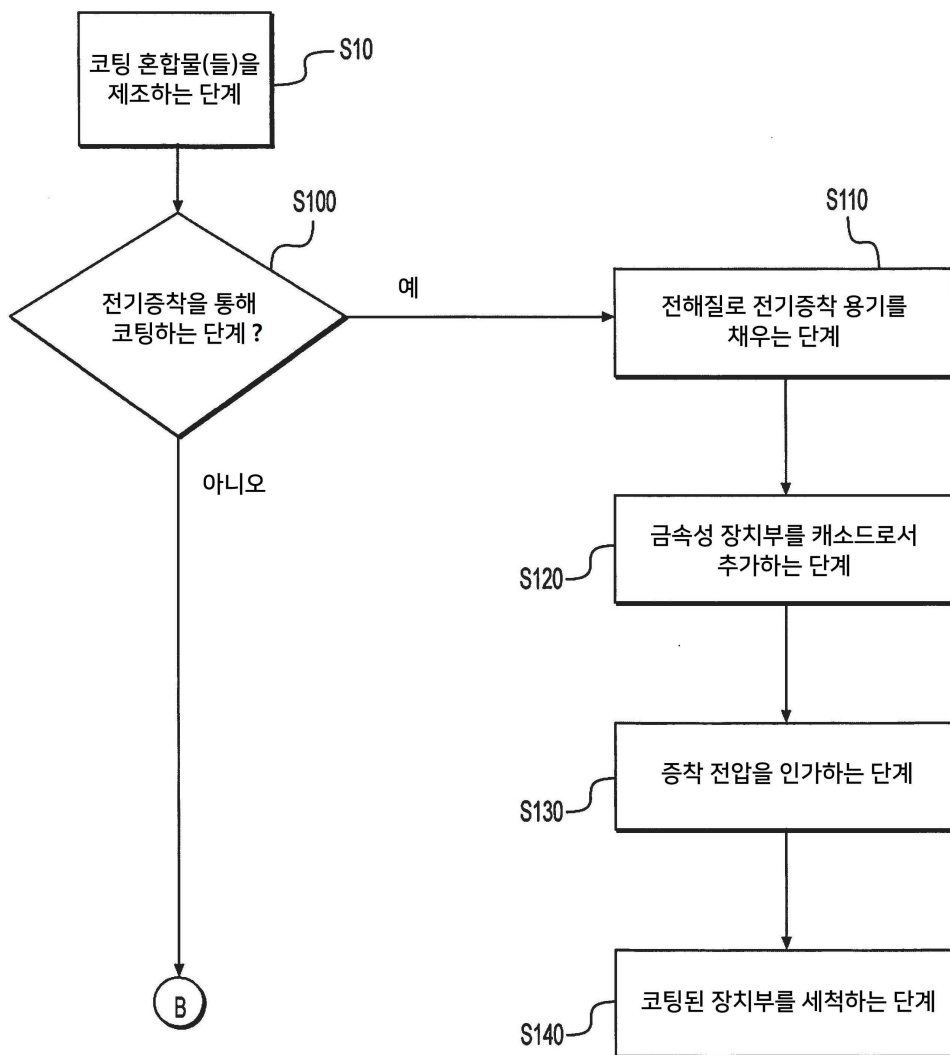 코팅 혼합물(들)을
제조하는 단계
S10
S100
전기증착을 통해
코팅하는 단계 ?
예
아니오
B
S110
전해질로 전기증착 용기를
채우는 단계
금속성 장치부를 캐소드로서
추가하는 단계
S120
증착 전압을 인가하는 단계
S130
코팅된 장치부를 세척하는 단계
S140